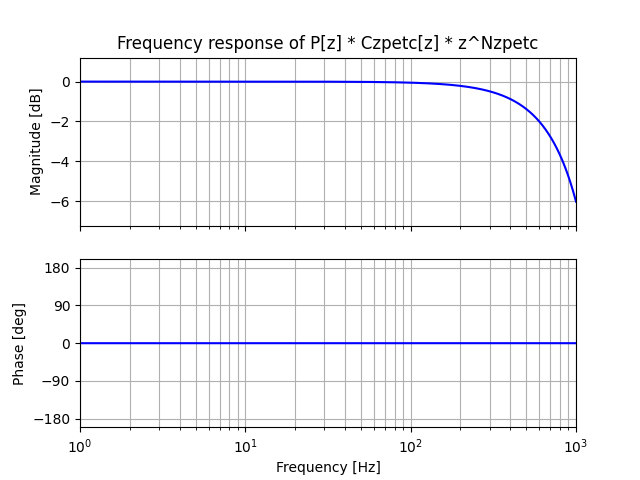 Frequency response of P[z] * Czpetc[z] * z^Nzpetc
Magnitude [dB]
0
−2
−4
−6
Phase [deg]
180
90
0
−90
−180
10⁰ 10¹ 10² 10³
Frequency [Hz]